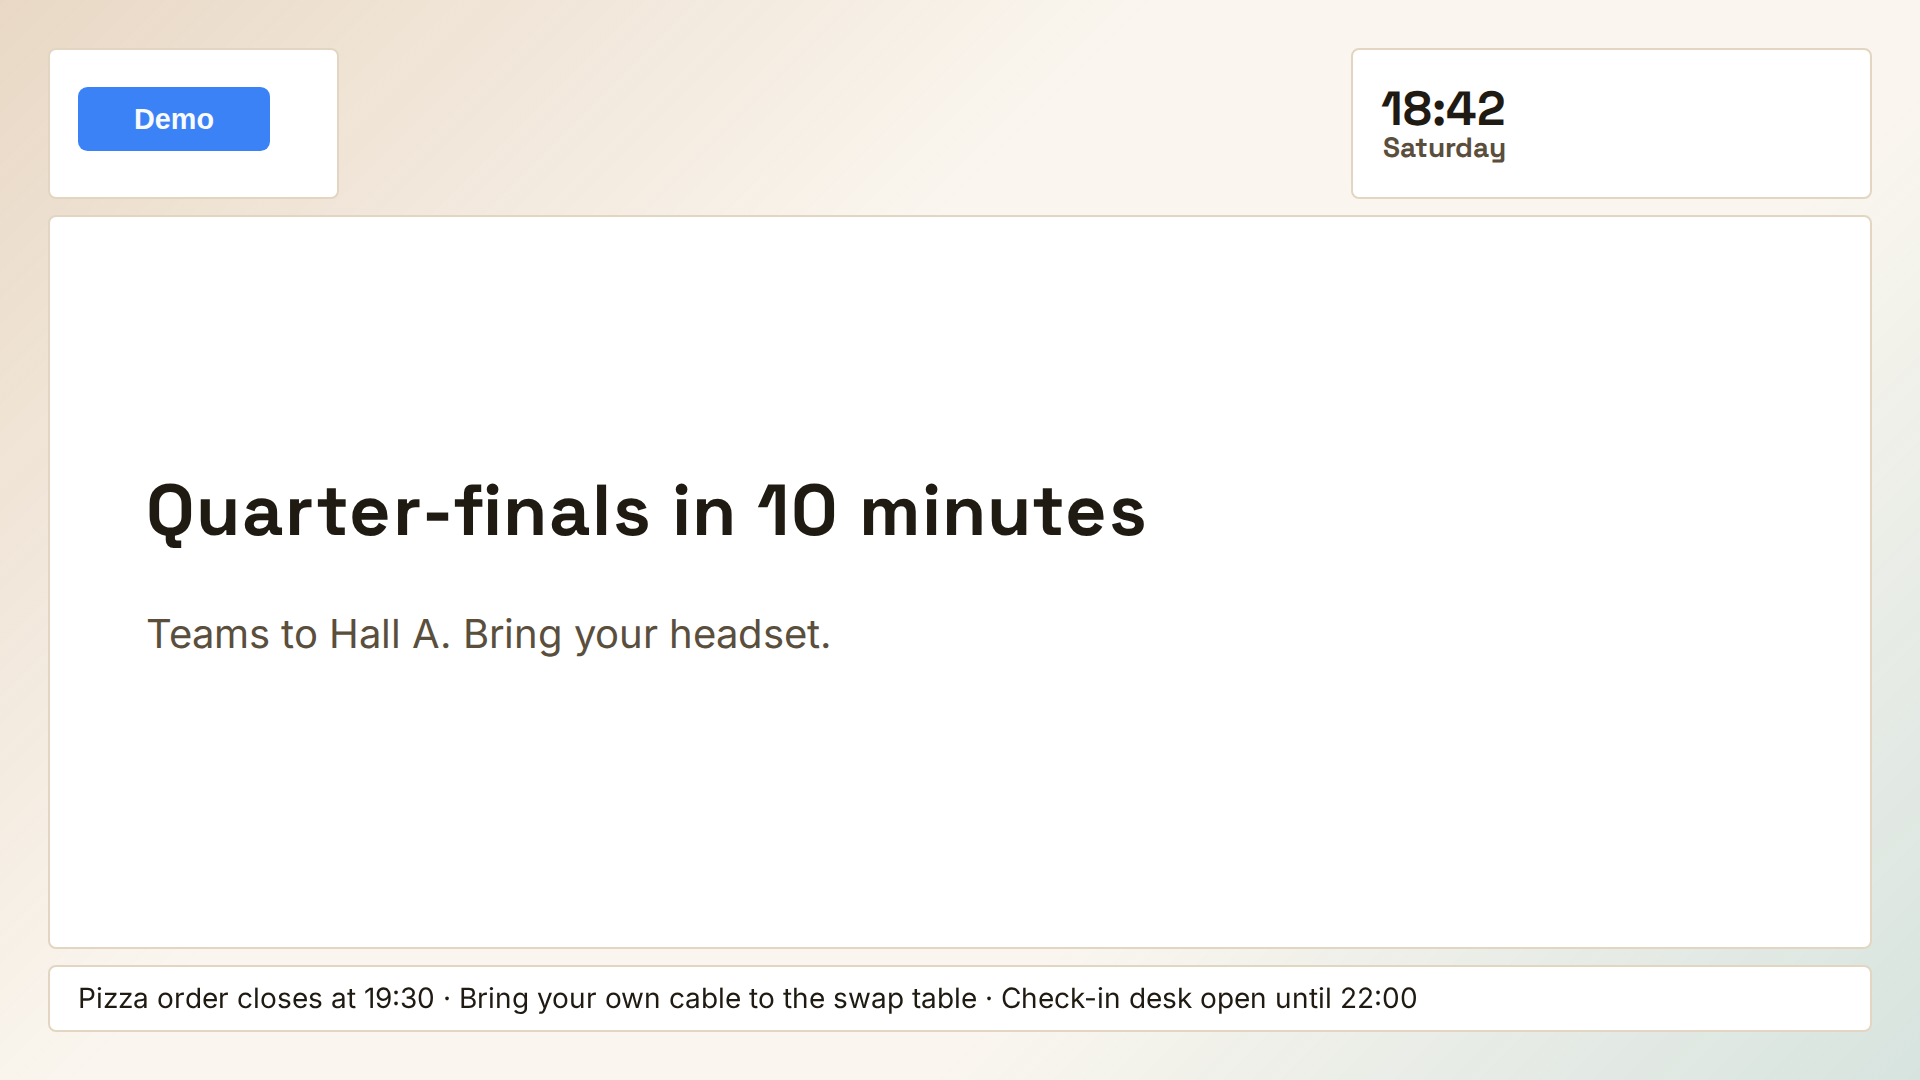 Demo
18:42
Saturday
Quarter-finals in 10 minutes
Teams to Hall A. Bring your headset.
Pizza order closes at 19:30 · Bring your own cable to the swap table · Check-in desk open until 22:00